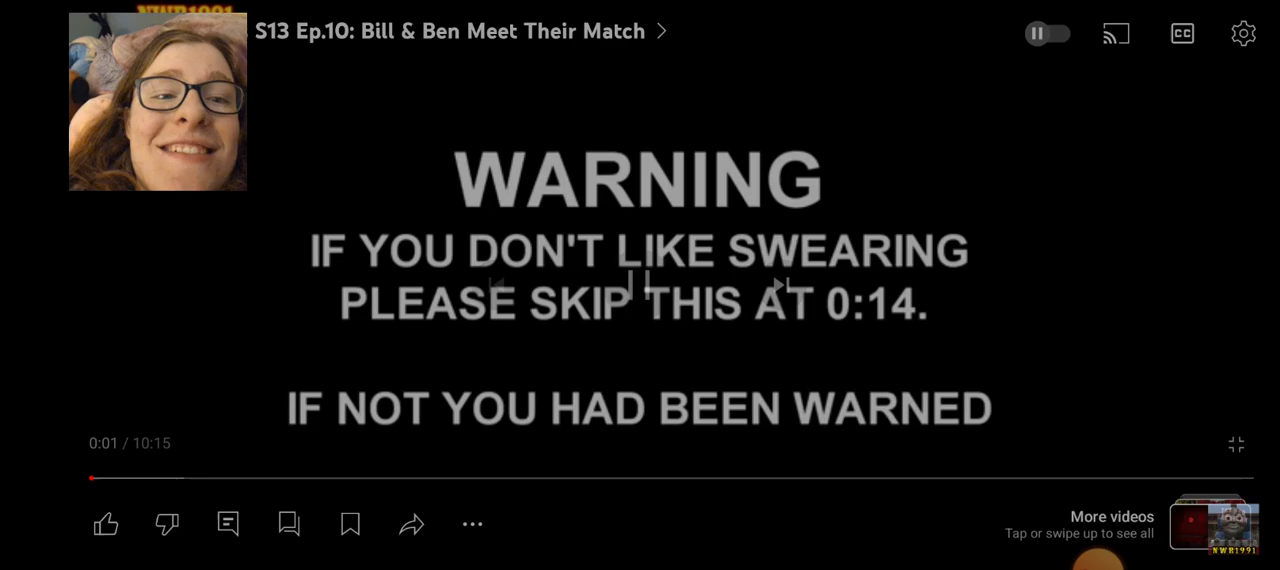 NWR1991
S13 Ep.10: Bill & Ben Meet Their Match
CC
WARNING
IF YOU DON'T LIKE SWEARING
PLEASE SKIP THIS AT 0:14.
IF NOT YOU HAD BEEN WARNED
0:01 / 10:15
More videos
Tap or swipe up to see all
NWR1991